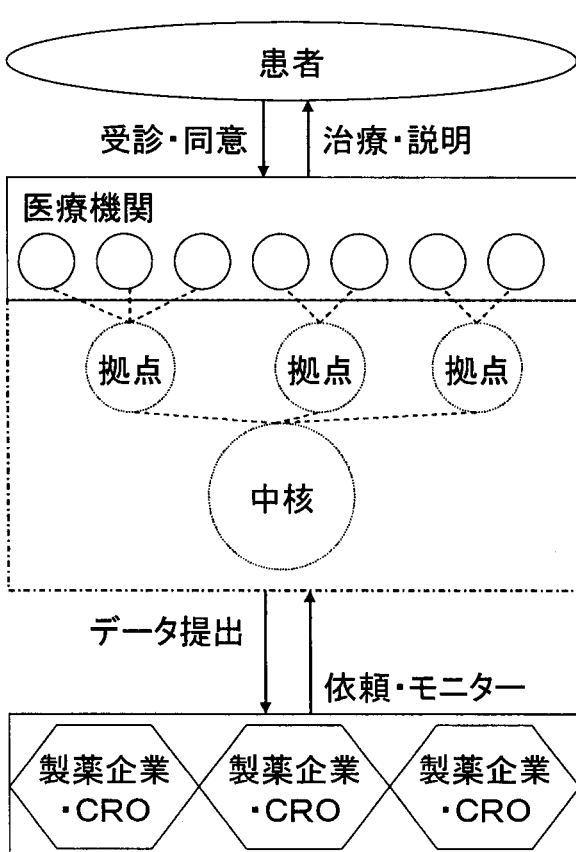 患者
受診・同意
治療・説明
医療機関
拠点
拠点
拠点
中核
データ提出
依頼・モニター
製薬企業
・CRO
製薬企業
・CRO
製薬企業
・CRO